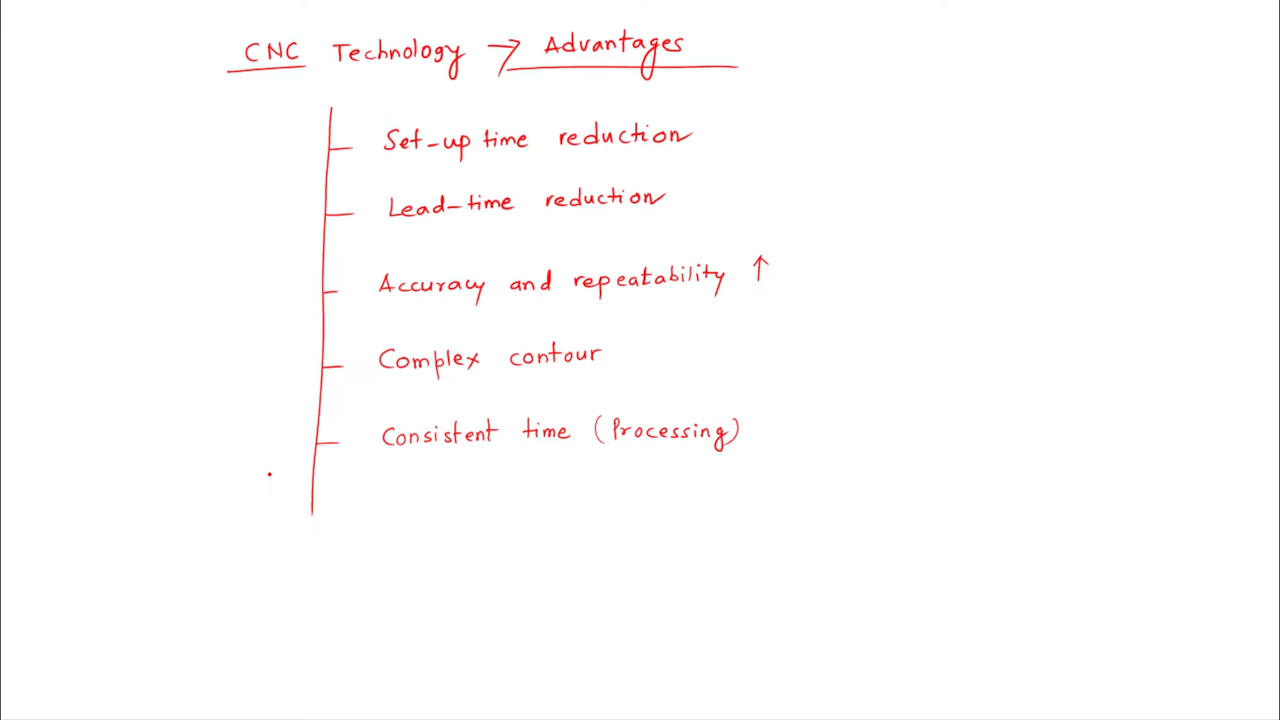 CNC Technology → Advantages
Set-up time reduction
Lead-time reduction
Accuracy and repeatability ↑
Complex contour
Consistent time (Processing)